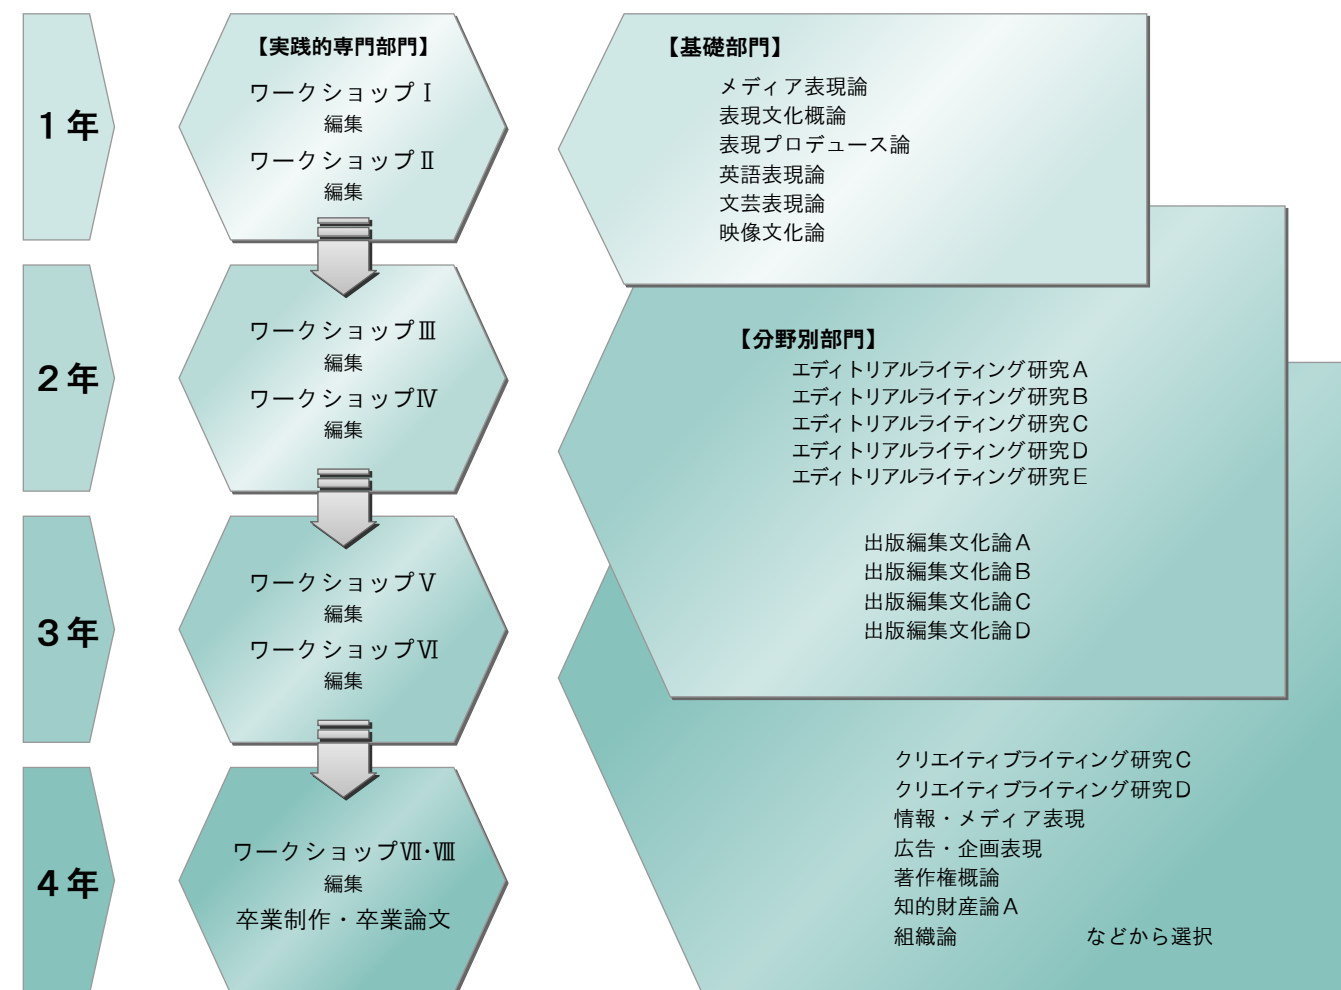 1年
【実践的専門部門】
ワークショップⅠ
編集
ワークショップⅡ
編集
【基礎部門】
メディア表現論
表現文化概論
表現プロデュース論
英語表現論
文芸表現論
映像文化論
2年
ワークショップⅢ
編集
ワークショップⅣ
編集
【分野別部門】
エディトリアルライティング研究A
エディトリアルライティング研究B
エディトリアルライティング研究C
エディトリアルライティング研究D
エディトリアルライティング研究E
出版編集文化論A
出版編集文化論B
出版編集文化論C
出版編集文化論D
3年
ワークショップⅤ
編集
ワークショップⅥ
編集
4年
ワークショップⅦ・Ⅷ
編集
卒業制作・卒業論文
クリエイティブライティング研究C
クリエイティブライティング研究D
情報・メディア表現
広告・企画表現
著作権概論
知的財産論A
組織論 などから選択